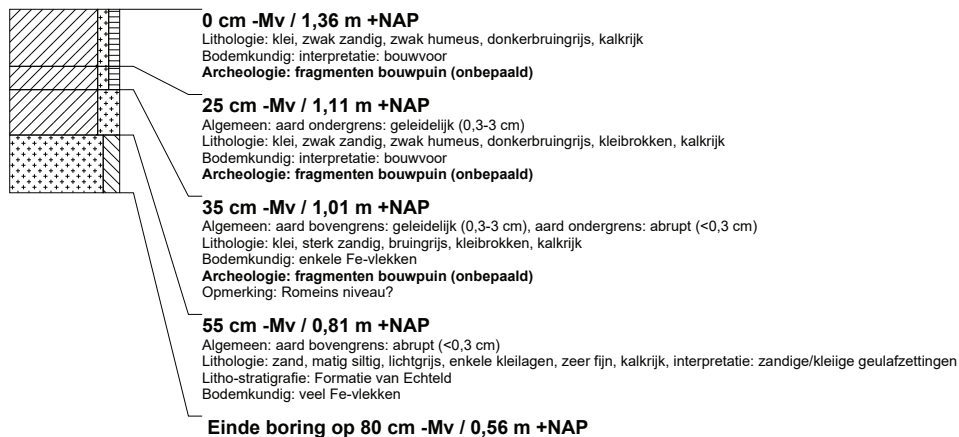 0 cm -Mv / 1,36 m +NAP
Lithologie: klei, zwak zandig, zwak humeus, donkerbruingrijs, kalkrijk
Bodemkundig: interpretatie: bouwvoor
Archeologie: fragmenten bouwpuin (onbepaald)
25 cm -Mv / 1,11 m +NAP
Algemeen: aard ondergrens: geleidelijk (0,3-3 cm)
Lithologie: klei, zwak zandig, zwak humeus, donkerbruingrijs, kleibrokken, kalkrijk
Bodemkundig: interpretatie: bouwvoor
Archeologie: fragmenten bouwpuin (onbepaald)
35 cm -Mv / 1,01 m +NAP
Algemeen: aard bovengrens: geleidelijk (0,3-3 cm), aard ondergrens: abrupt (<0,3 cm)
Lithologie: klei, sterk zandig, bruingrijs, kleibrokken, kalkrijk
Bodemkundig: enkele Fe-vlekken
Archeologie: fragmenten bouwpuin (onbepaald)
Opmerking: Romeins niveau?
55 cm -Mv / 0,81 m +NAP
Algemeen: aard bovengrens: abrupt (<0,3 cm)
Lithologie: zand, matig siltig, lichtgrijs, enkele kleilagen, zeer fijn, kalkrijk, interpretatie: zandige/kleiige geulafzettingen
Litho-stratigrafie: Formatie van Echteld
Bodemkundig: veel Fe-vlekken
Einde boring op 80 cm -Mv / 0,56 m +NAP